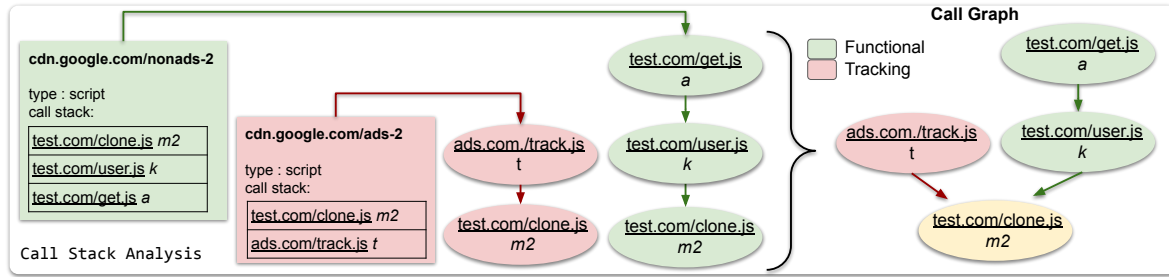 cdn.google.com/nonads-2
type : script
call stack:
test.com/clone.js m2
test.com/user.js k
test.com/get.js a
Call Stack Analysis
cdn.google.com/ads-2
type : script
call stack:
test.com/clone.js m2
ads.com/track.js t
ads.com./track.js
t
test.com/clone.js
m2
test.com/get.js
a
test.com/user.js
k
test.com/clone.js
m2
Call Graph
Functional
Tracking
test.com/get.js
a
ads.com./track.js
t
test.com/user.js
k
test.com/clone.js
m2